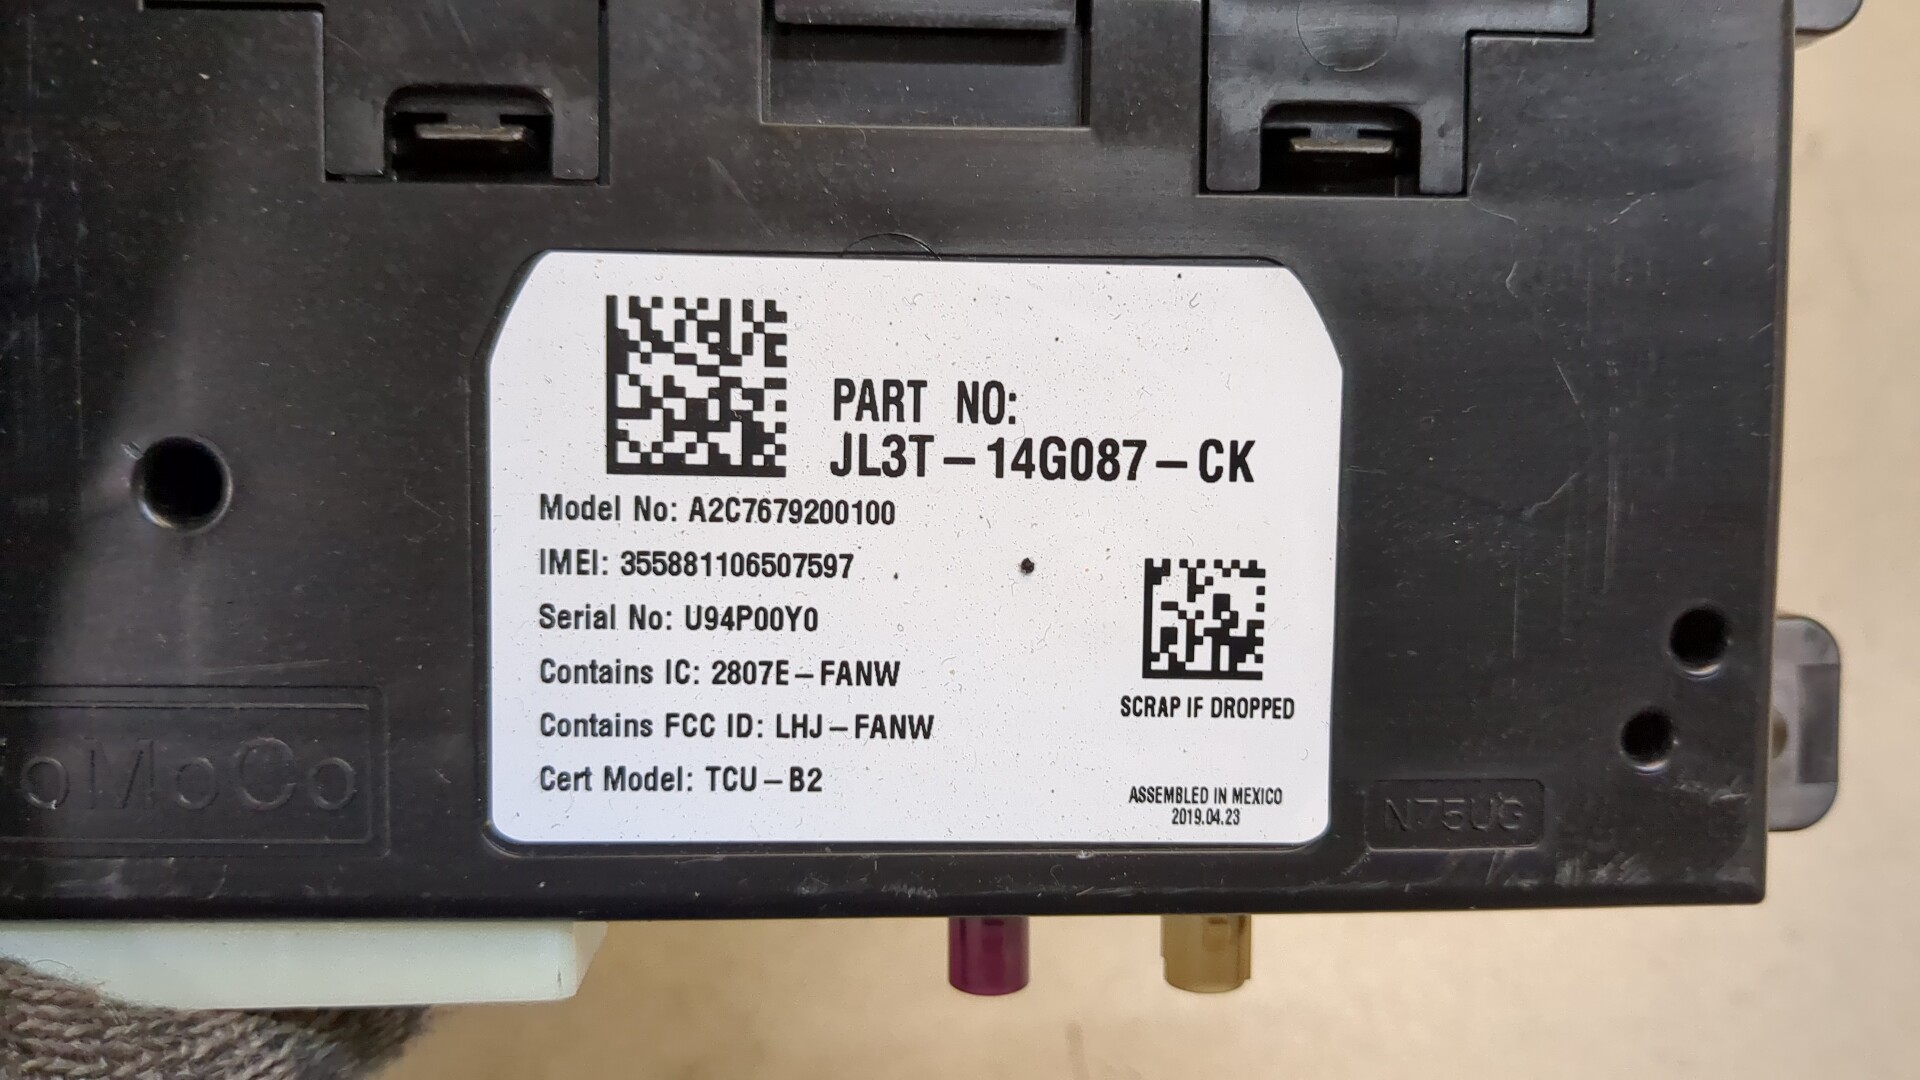 PART NO:
JL3T-14G087-CK
Model No: A2C7679200100
IMEI: 355881106507597
Serial No: U94P00Y0
Contains IC: 2807E-FANW
Contains FCC ID: LHJ-FANW
Cert Model: TCU-B2
SCRAP IF DROPPED
ASSEMBLED IN MEXICO
2019.04.23
oMoCo
N75UG